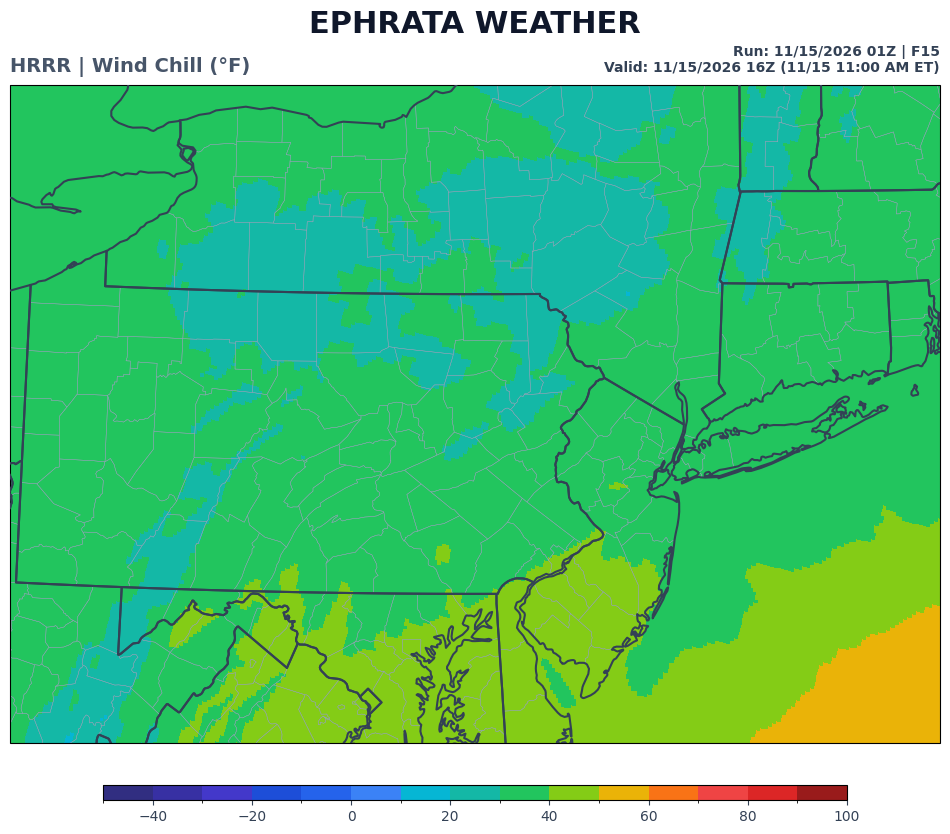 EPHRATA WEATHER
HRRR | Wind Chill (°F)
Run: 11/15/2026 01Z | F15
Valid: 11/15/2026 16Z (11/15 11:00 AM ET)
−40 −20 0 20 40 60 80 100